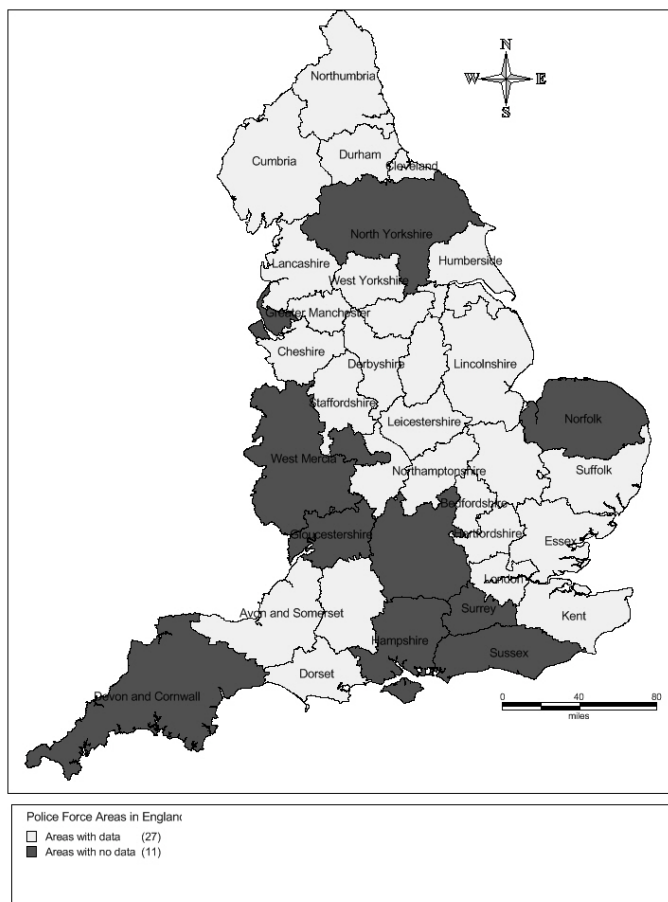 N
W E
S
Northumbria
Durham
Cumbria
Cleveland
North Yorkshire
Lancashire
Humberside
West Yorkshire
Greater Manchester
Cheshire
Derbyshire
Lincolnshire
Staffordshire
Leicestershire
Norfolk
West Mercia
Northamptonshire
Suffolk
Bedfordshire
Gloucestershire
Hertfordshire
Essex
London
Avon and Somerset
Surrey
Kent
Hampshire
Sussex
Dorset
Devon and Cornwall
0 40 80
miles
Police Force Areas in England
Areas with data (27)
Areas with no data (11)